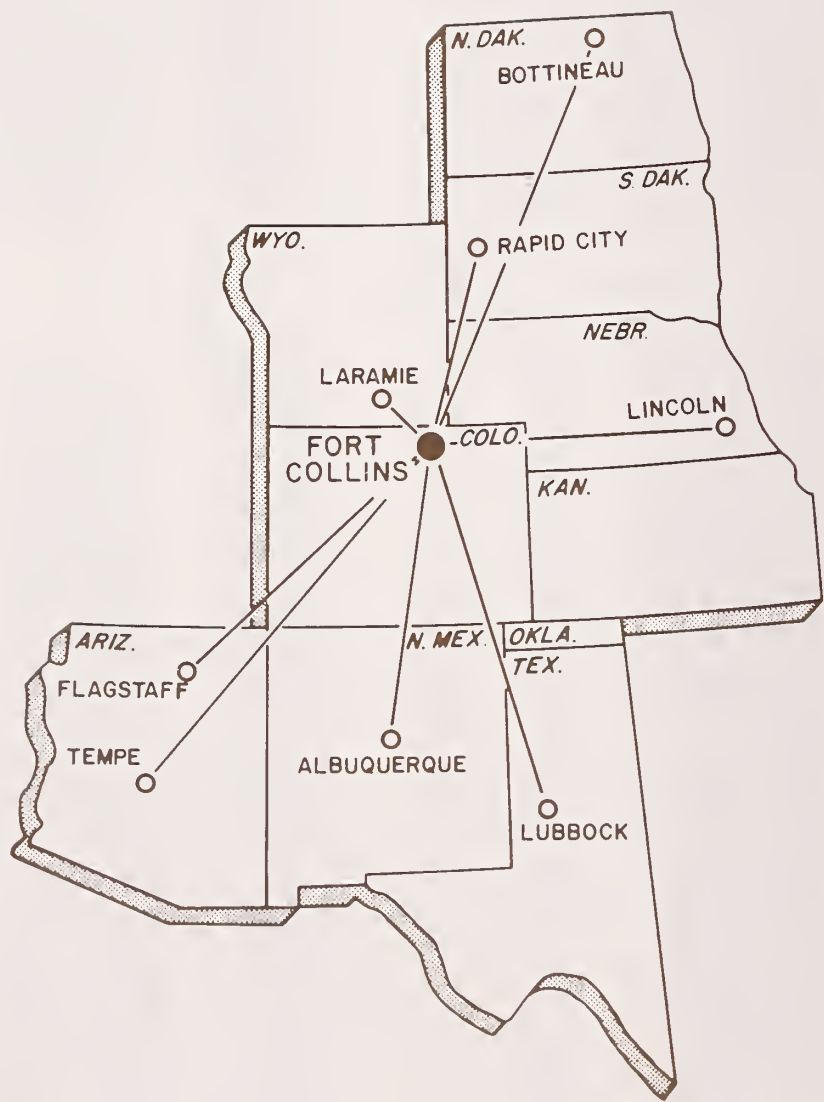 N. DAK.
BOTTINEAU
S. DAK.
WYO.
RAPID CITY
NEBR.
LARAMIE
LINCOLN
FORT
COLLINS
COLO.
KAN.
ARIZ.
N. MEX.
OKLA.
TEX.
FLAGSTAFF
TEMPE
ALBUQUERQUE
LUBBOCK